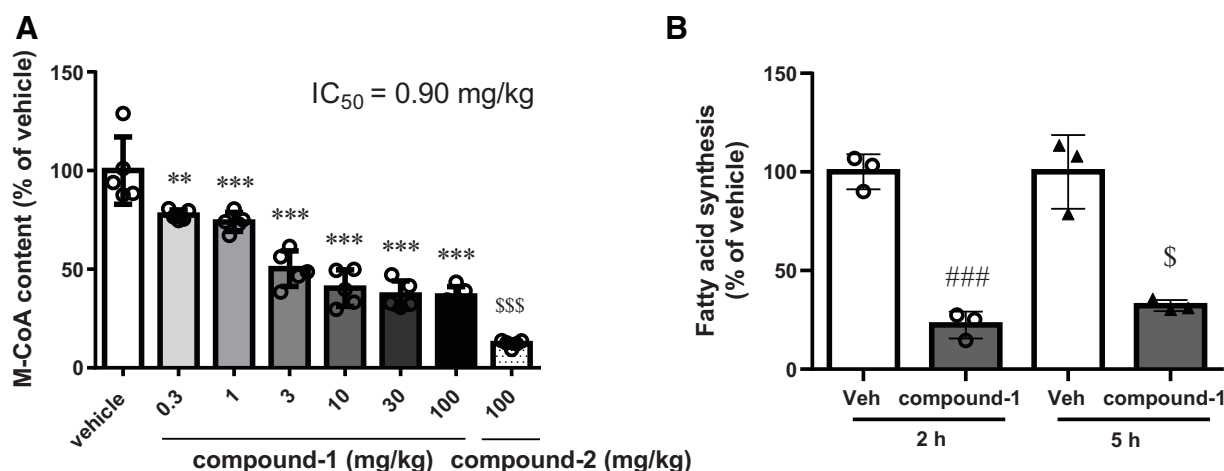 A
M-CoA content (% of vehicle)
150
100
50
0
IC50 = 0.90 mg/kg
**
***
***
***
***
***
$$$
vehicle
0.3
1
3
10
30
100
100
compound-1 (mg/kg)
compound-2 (mg/kg)
B
Fatty acid synthesis
(% of vehicle)
150
100
50
0
###
$
Veh compound-1 Veh compound-1
2 h
5 h